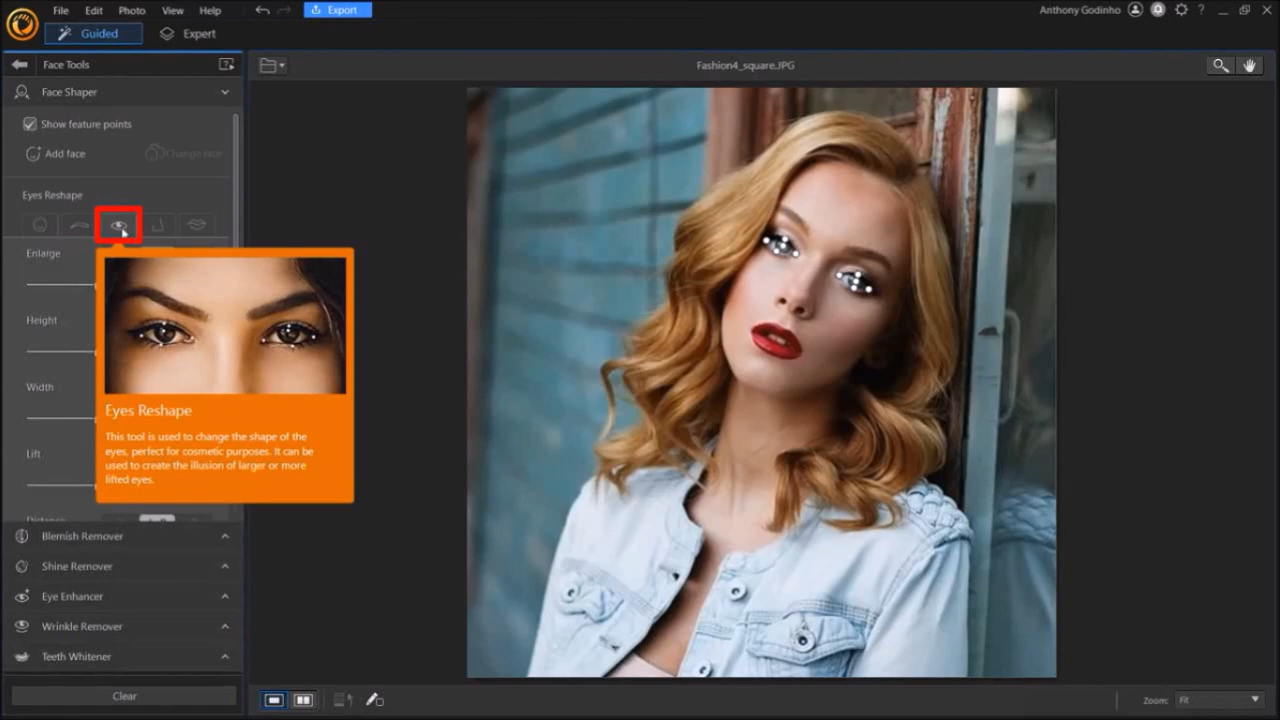 File Edit Photo View Help Export Anthony Godinho ?
Guided Expert
Face Tools
Fashion4_square.JPG
Face Shaper
Show feature points
Add face Change face
Eyes Reshape
Enlarge
Height
Width
Lift
Distance
Eyes Reshape
This tool is used to change the shape of the
eyes, perfect for cosmetic purposes. It can be
used to create the illusion of larger or more
lifted eyes.
Blemish Remover
Shine Remover
Eye Enhancer
Wrinkle Remover
Teeth Whitener
Clear
Zoom: Fit